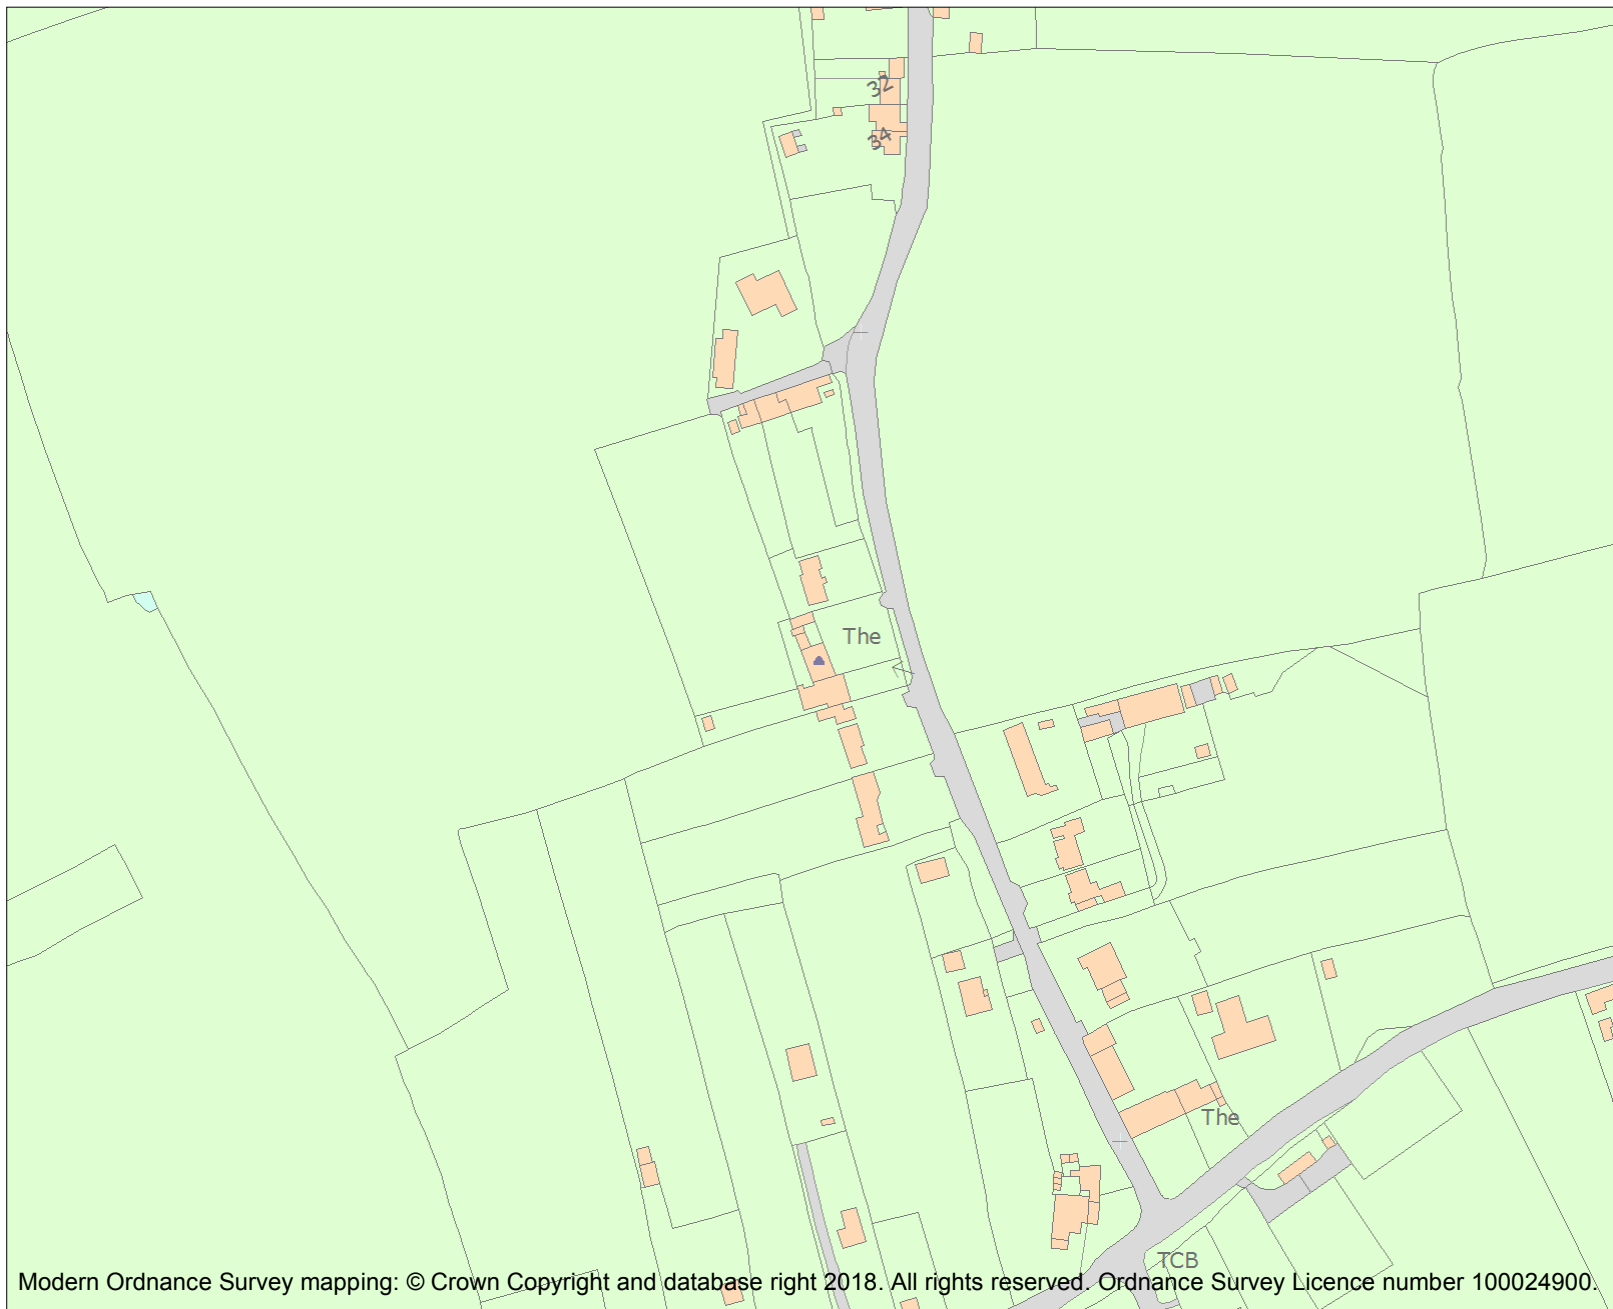 32
34
The
The
TCB
Modern Ordnance Survey mapping: © Crown Copyright and database right 2018. All rights reserved. Ordnance Survey Licence number 100024900.